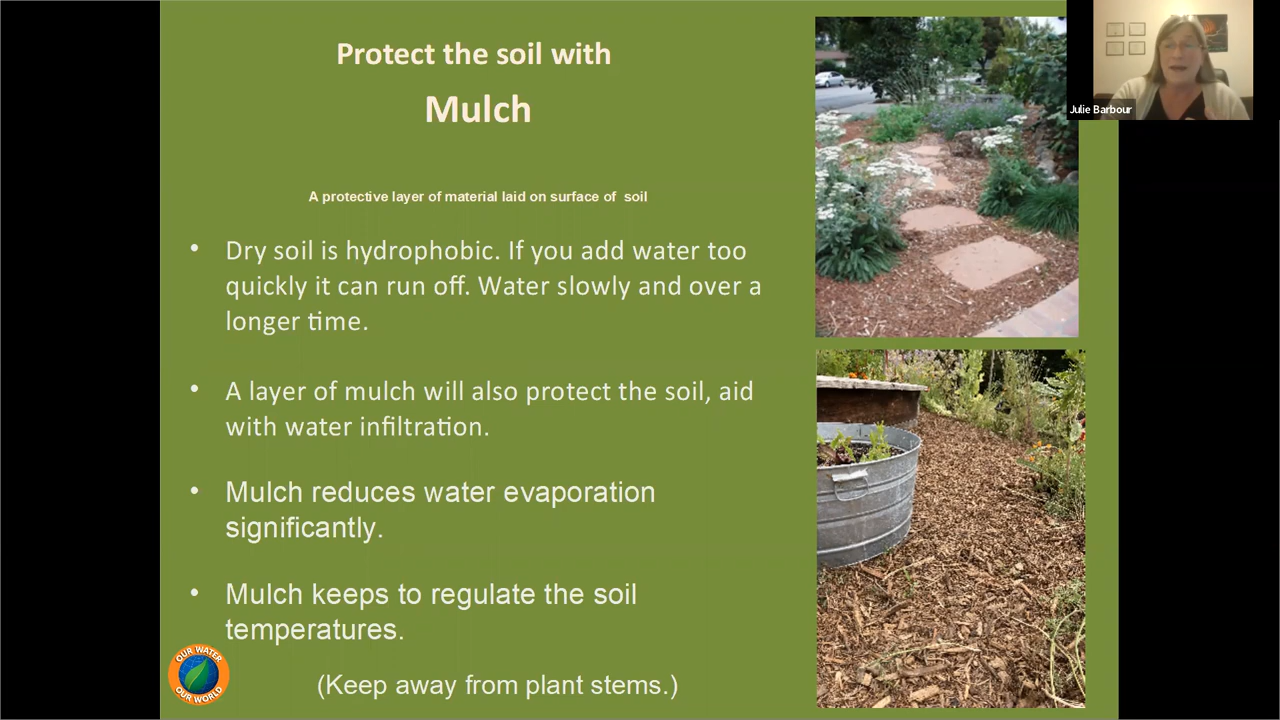 Protect the soil with
Mulch
Julie Barbour
A protective layer of material laid on surface of soil
• Dry soil is hydrophobic. If you add water too
quickly it can run off. Water slowly and over a
longer time.
• A layer of mulch will also protect the soil, aid
with water infiltration.
• Mulch reduces water evaporation
significantly.
• Mulch keeps to regulate the soil
temperatures.
(Keep away from plant stems.)
OUR WATER
OUR WORLD